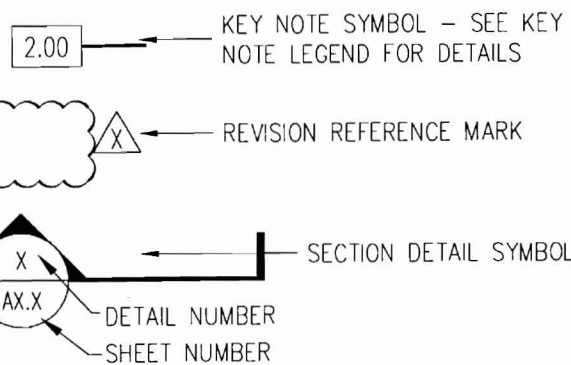 2.00
KEY NOTE SYMBOL – SEE KEY
NOTE LEGEND FOR DETAILS
X
REVISION REFERENCE MARK
SECTION DETAIL SYMBOL
X
AX.X
DETAIL NUMBER
SHEET NUMBER